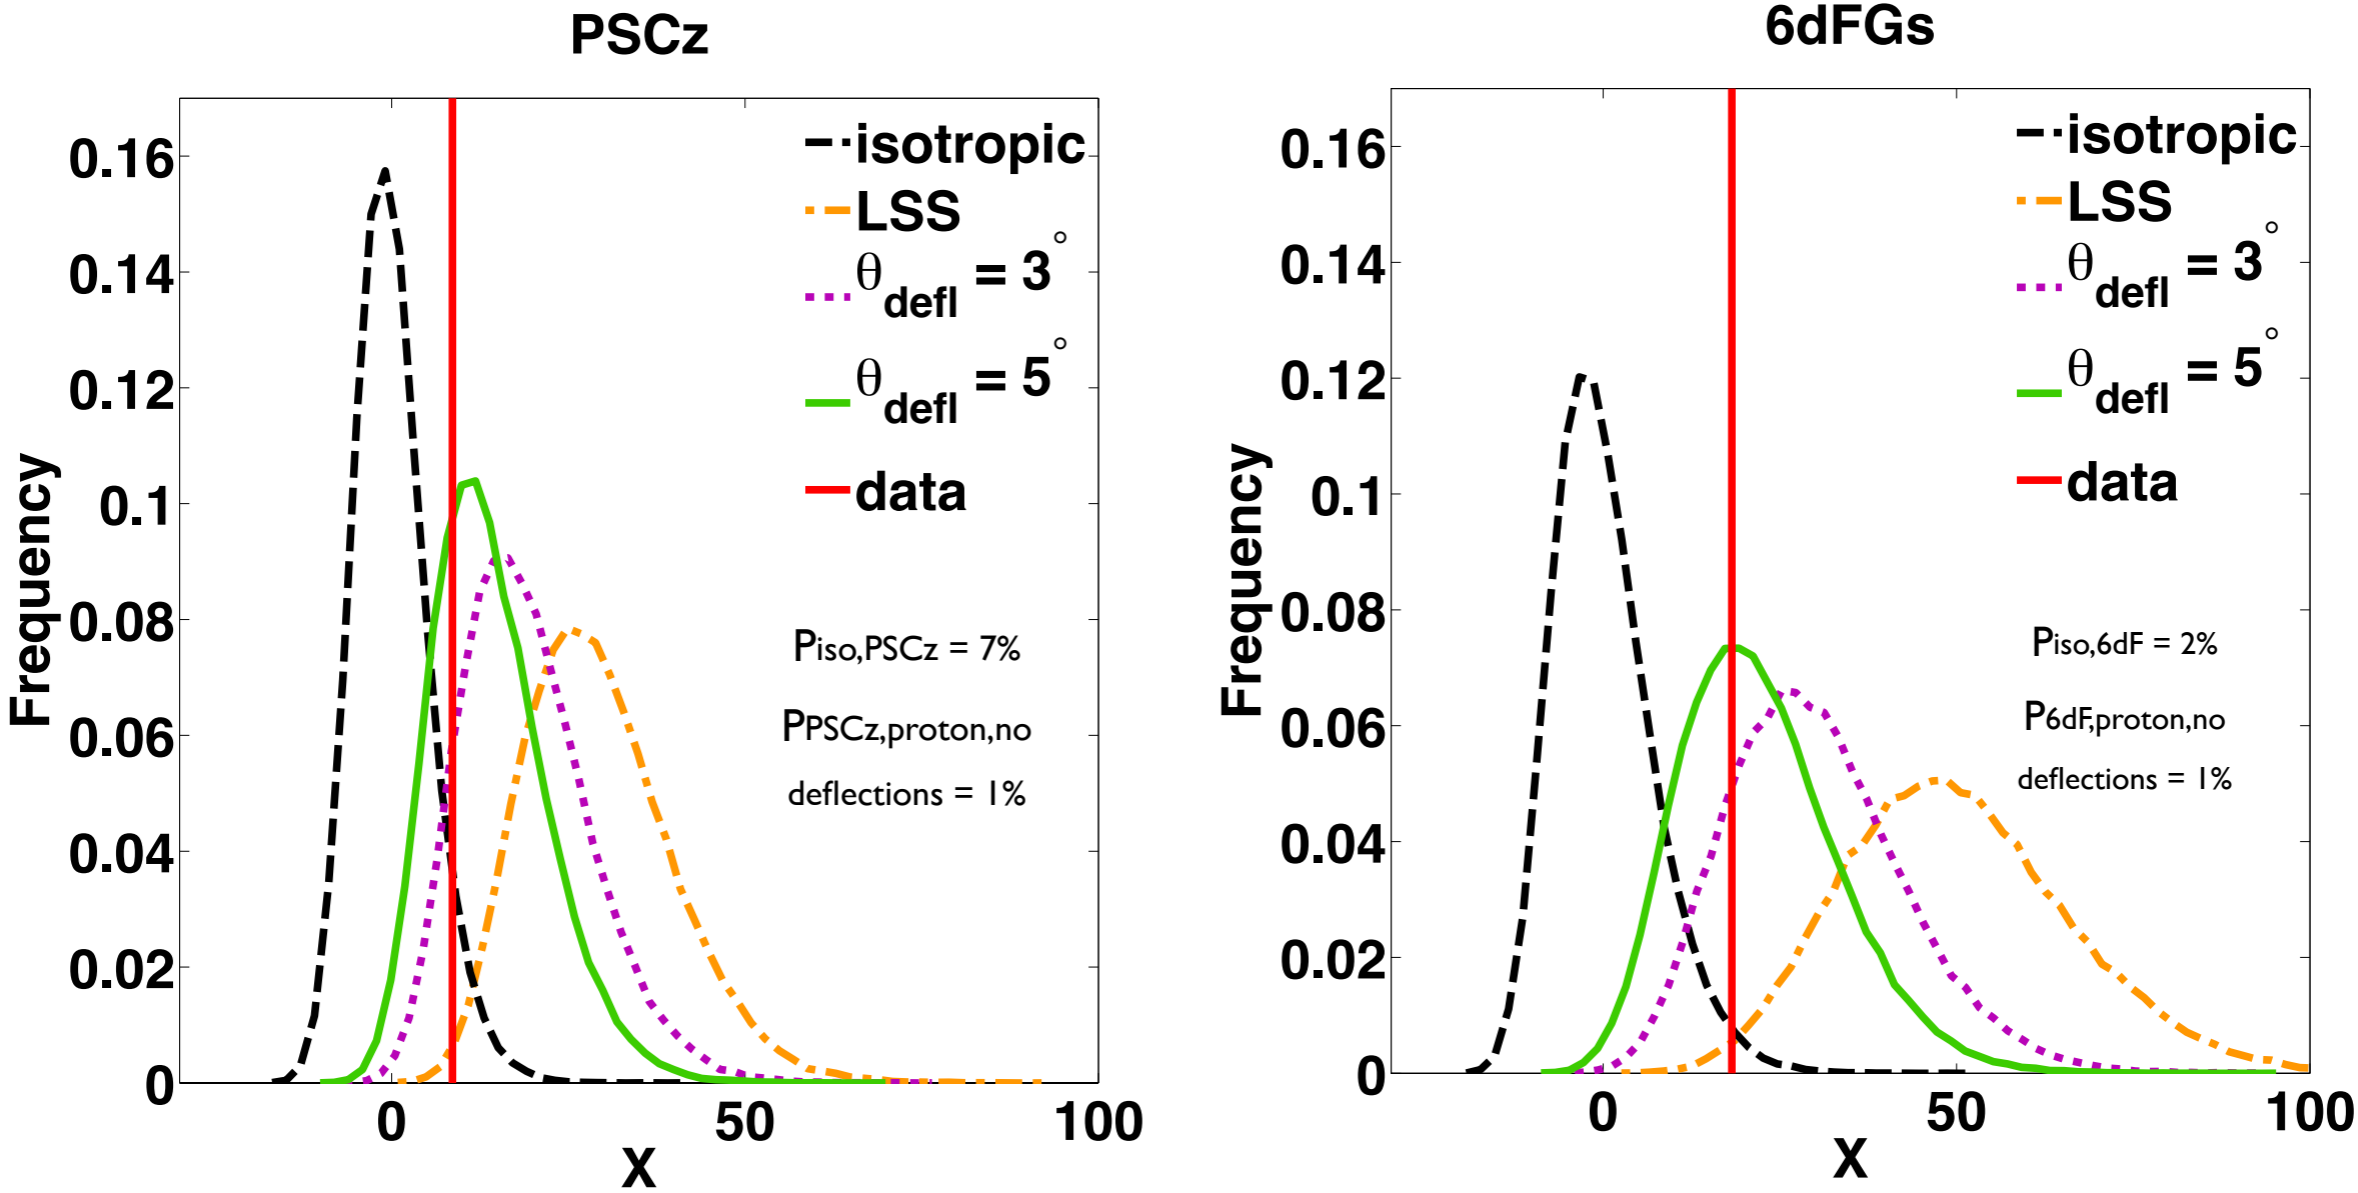 PSCz
0.16
0.14
0.12
0.1
0.08
0.06
0.04
0.02
0
Frequency
0
50
100
X
isotropic
LSS
θdefl = 3°
θdefl = 5°
data
Piso,PSCz = 7%
PPSCz,proton,no
deflections = 1%
6dFGs
0.16
0.14
0.12
0.1
0.08
0.06
0.04
0.02
0
Frequency
0
50
100
X
isotropic
LSS
θdefl = 3°
θdefl = 5°
data
Piso,6dF = 2%
P6dF,proton,no
deflections = 1%